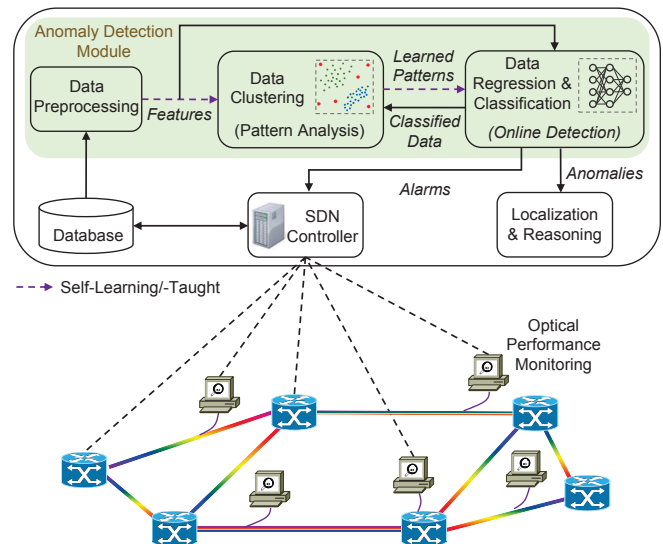 Anomaly Detection
Module
Data
Preprocessing
Features
Data
Clustering
(Pattern Analysis)
Learned
Patterns
Classified
Data
Data
Regression &
Classification
(Online Detection)
Alarms
Anomalies
Database
SDN
Controller
Localization
& Reasoning
Self-Learning/-Taught
Optical
Performance
Monitoring